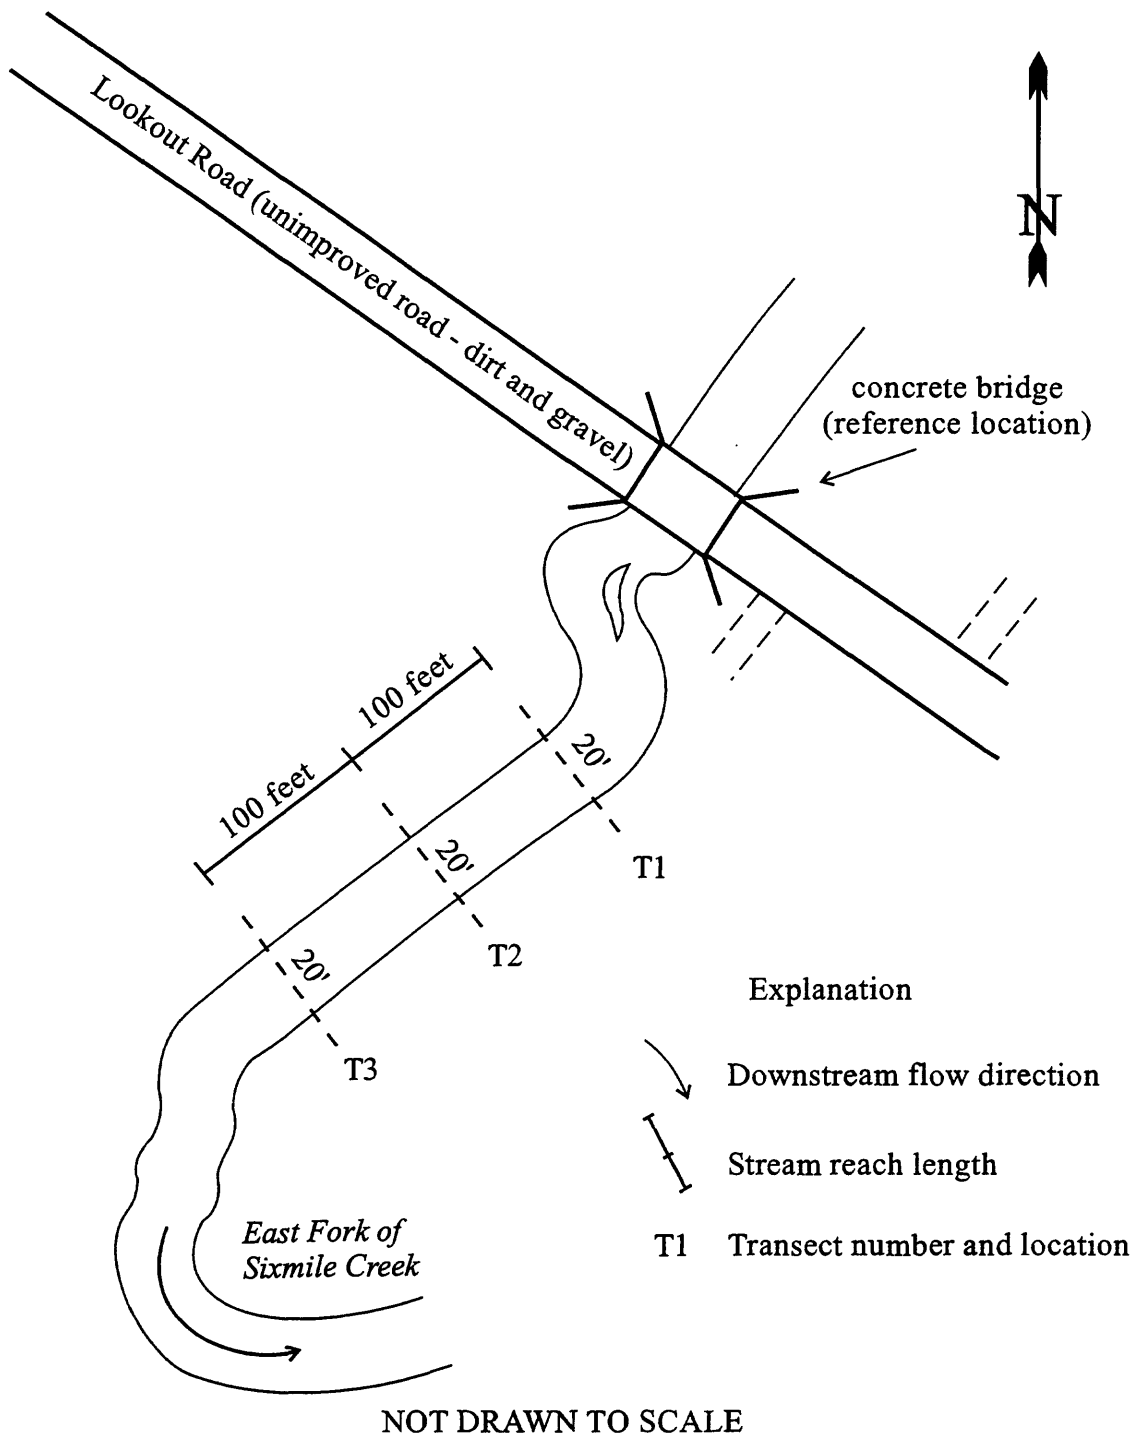 Lookout Road (unimproved road - dirt and gravel)
N
concrete bridge
(reference location)
100 feet
100 feet
20'
T1
20'
T2
20'
T3
Explanation
Downstream flow direction
Stream reach length
T1 Transect number and location
East Fork of
Sixmile Creek
NOT DRAWN TO SCALE